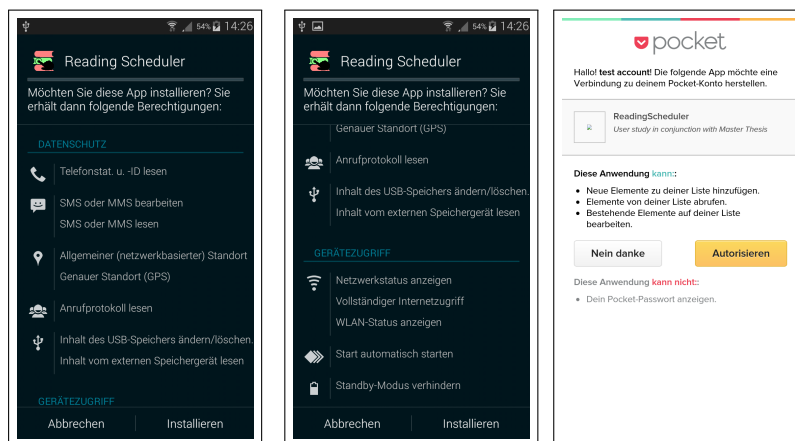 54% 14:26
Reading Scheduler
Möchten Sie diese App installieren? Sie
erhält dann folgende Berechtigungen:
DATENSCHUTZ
Telefonstat. u. -ID lesen
SMS oder MMS bearbeiten
SMS oder MMS lesen
Allgemeiner (netzwerkbasierter) Standort
Genauer Standort (GPS)
Anrufprotokoll lesen
Inhalt des USB-Speichers ändern/löschen.
Inhalt vom externen Speichergerät lesen
GERÄTEZUGRIFF
Abbrechen Installieren
54% 14:26
Reading Scheduler
Möchten Sie diese App installieren? Sie
erhält dann folgende Berechtigungen:
Genauer Standort (GPS)
Anrufprotokoll lesen
Inhalt des USB-Speichers ändern/löschen.
Inhalt vom externen Speichergerät lesen
GERÄTEZUGRIFF
Netzwerkstatus anzeigen
Vollständiger Internetzugriff
WLAN-Status anzeigen
Start automatisch starten
Standby-Modus verhindern
Abbrechen Installieren
pocket
Hallo! test account! Die folgende App möchte eine
Verbindung zu deinem Pocket-Konto herstellen.
ReadingScheduler
User study in conjunction with Master Thesis
Diese Anwendung kann::
• Neue Elemente zu deiner Liste hinzufügen.
• Elemente von deiner Liste abrufen.
• Bestehende Elemente auf deiner Liste
bearbeiten.
Nein danke Autorisieren
Diese Anwendung kann nicht::
• Dein Pocket-Passwort anzeigen.